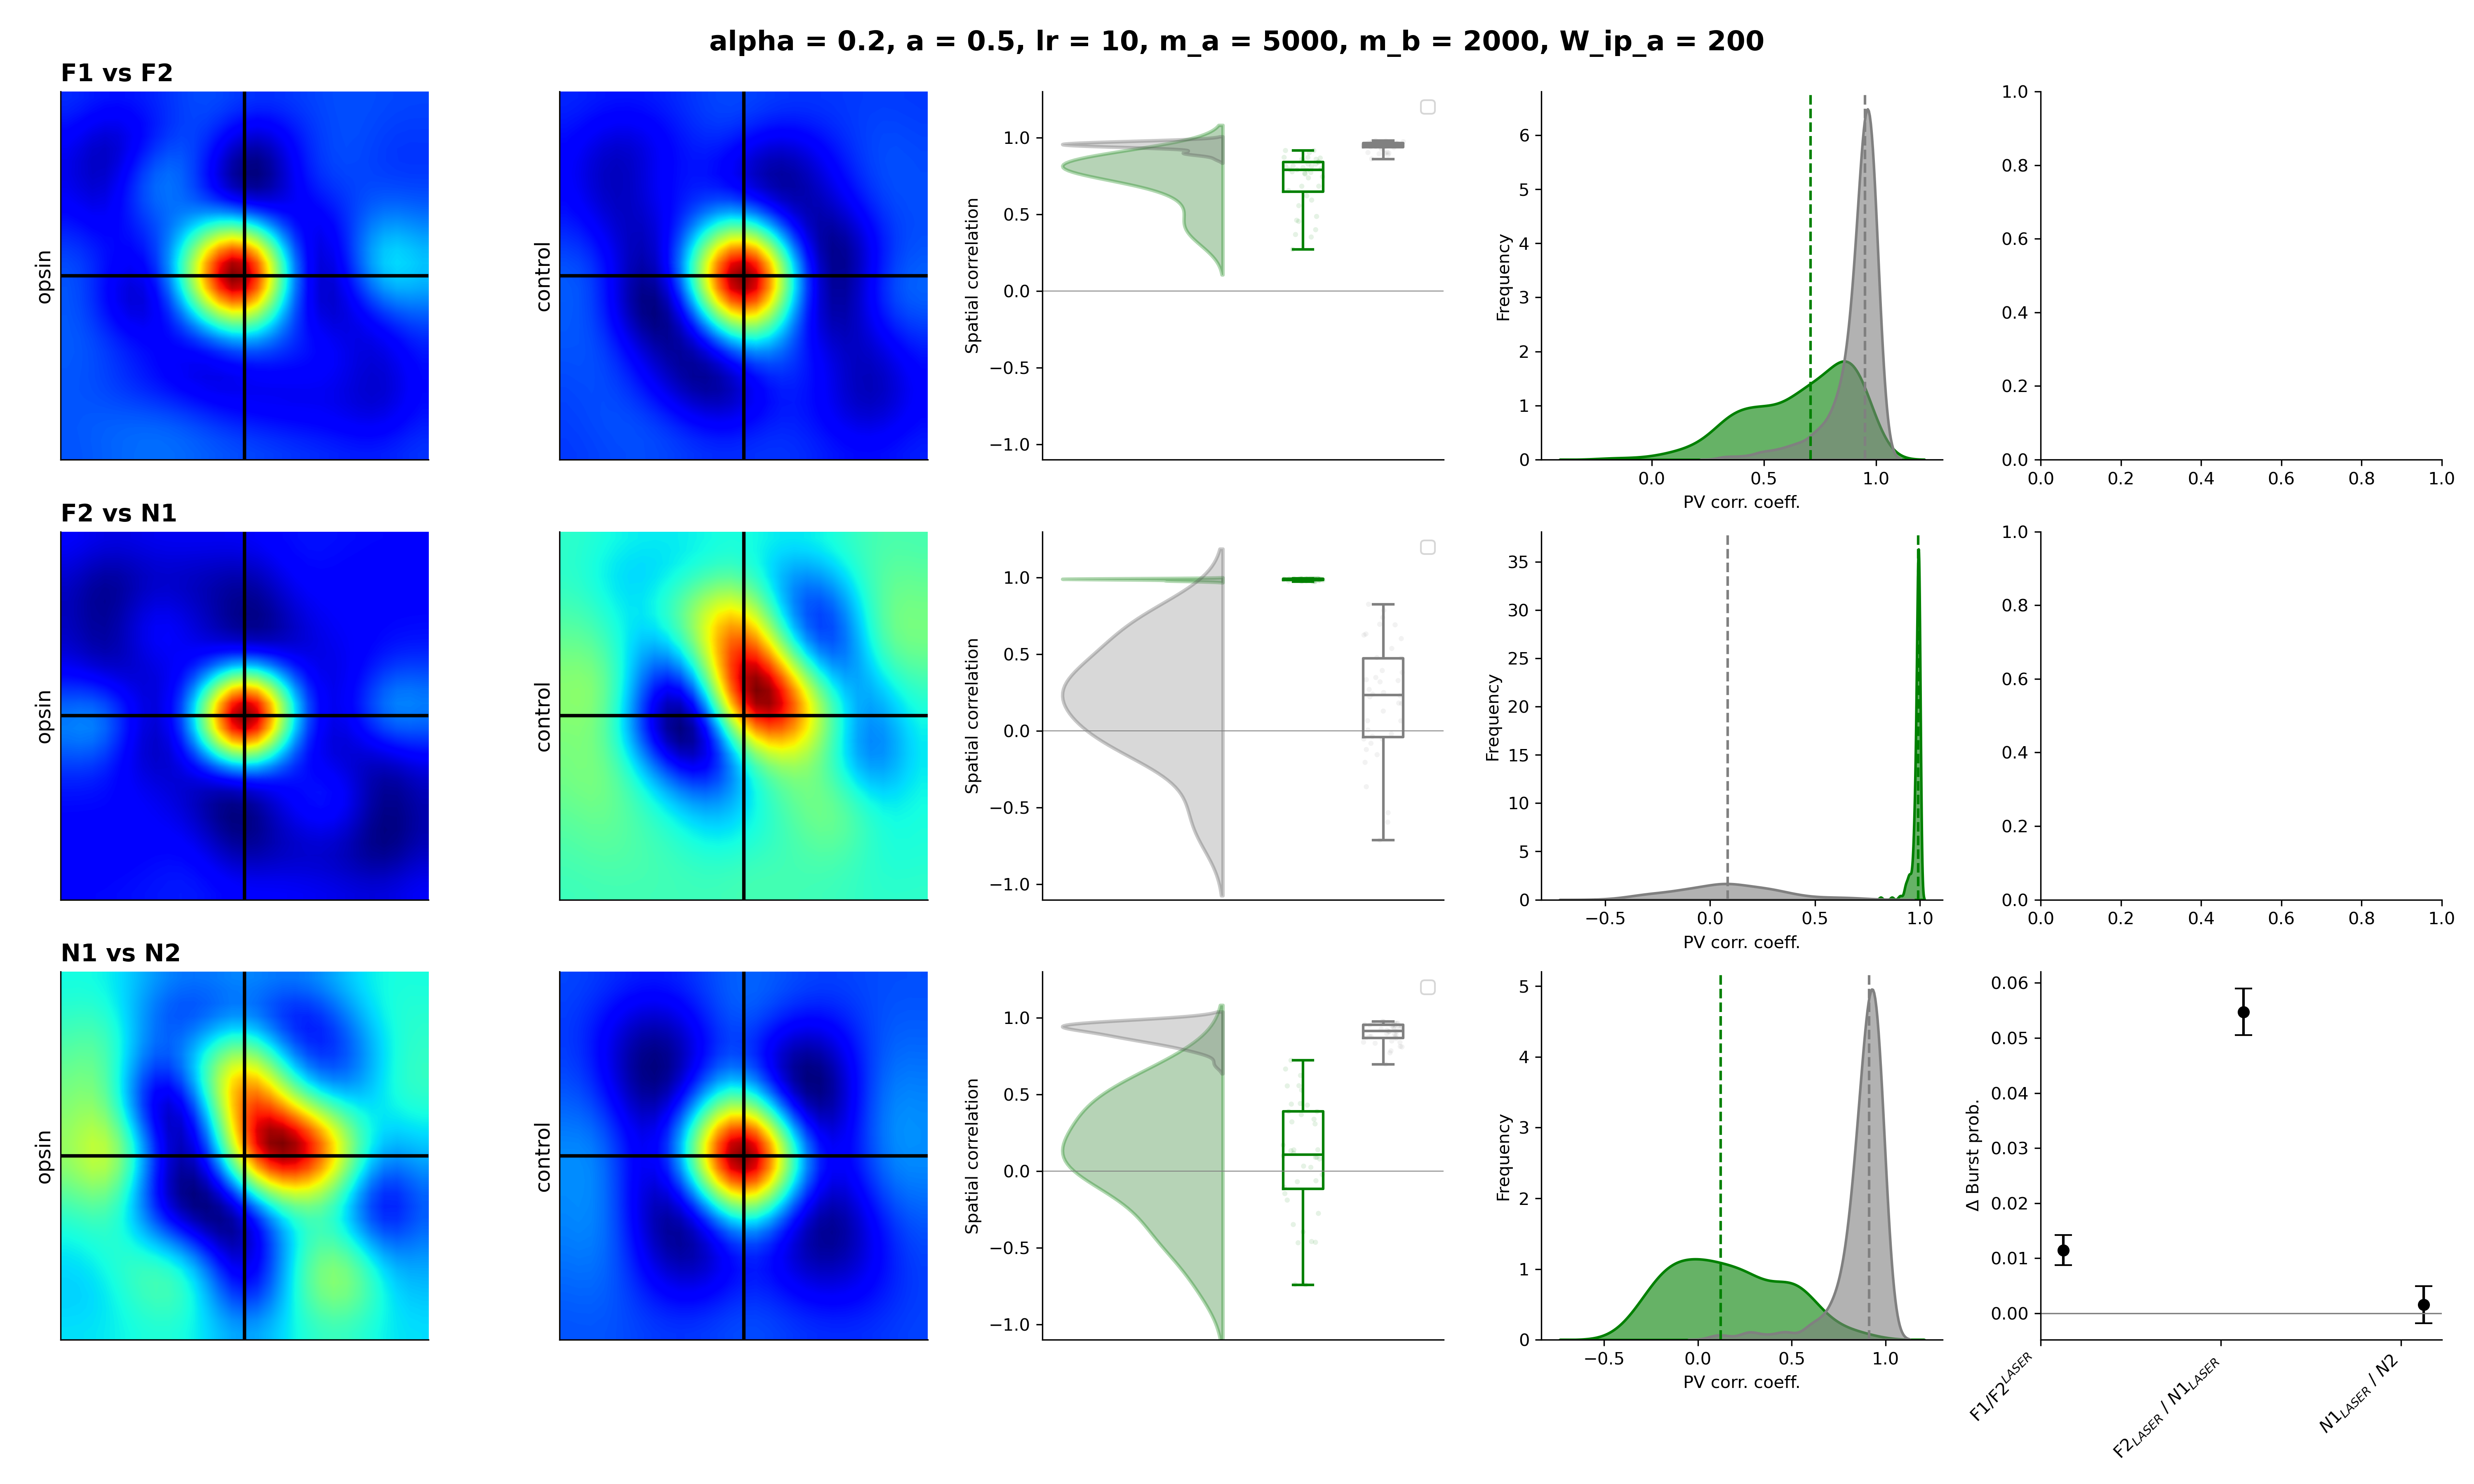 alpha = 0.2, a = 0.5, lr = 10, m_a = 5000, m_b = 2000, W_ip_a = 200
F1 vs F2
opsin
control
Spatial correlation
1.0
0.5
0.0
−0.5
−1.0
Frequency
6
5
4
3
2
1
0
0.0 0.5 1.0
PV corr. coeff.
1.0
0.8
0.6
0.4
0.2
0.0
0.0 0.2 0.4 0.6 0.8 1.0
F2 vs N1
opsin
control
Spatial correlation
1.0
0.5
0.0
−0.5
−1.0
Frequency
35
30
25
20
15
10
5
0
−0.5 0.0 0.5 1.0
PV corr. coeff.
1.0
0.8
0.6
0.4
0.2
0.0
0.0 0.2 0.4 0.6 0.8 1.0
N1 vs N2
opsin
control
Spatial correlation
1.0
0.5
0.0
−0.5
−1.0
Frequency
5
4
3
2
1
0
−0.5 0.0 0.5 1.0
PV corr. coeff.
Δ Burst prob.
0.06
0.05
0.04
0.03
0.02
0.01
0.00
F1/F2LASER
F2LASER / N1LASER
N1LASER / N2